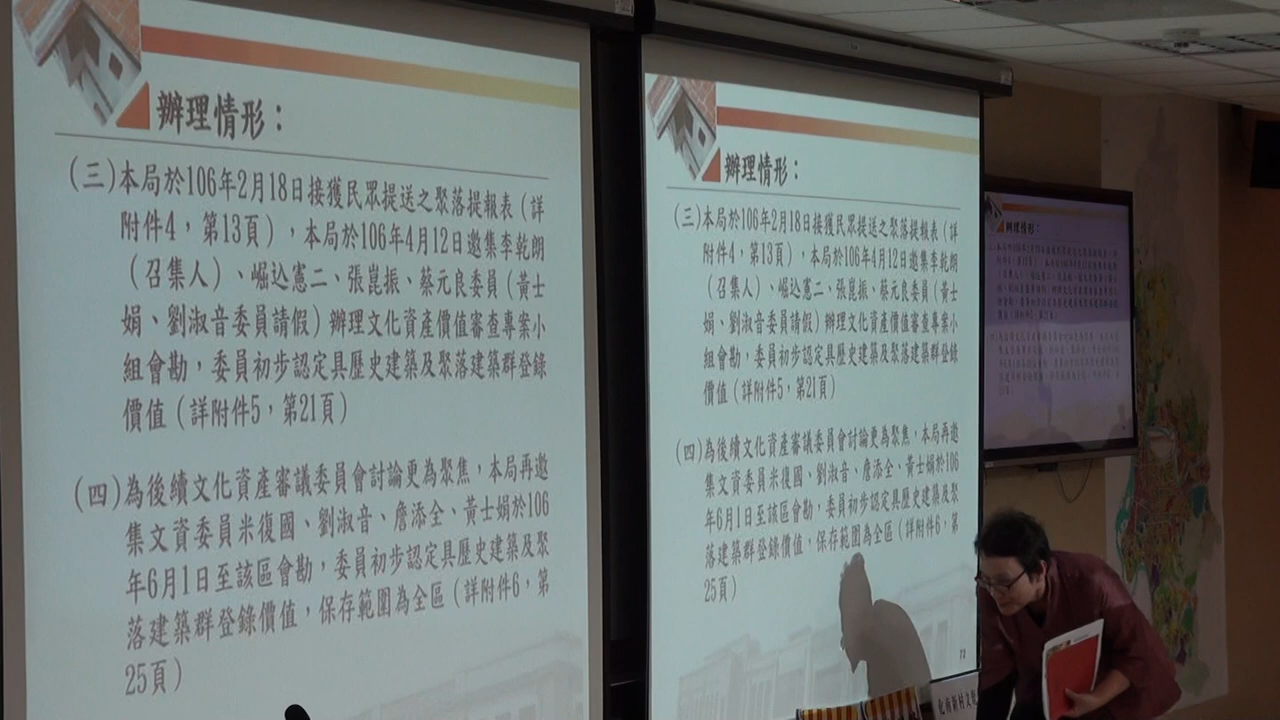 辦理情形：
(三)本局於106年2月18日接獲民眾提送之聚落提報表（詳
附件4，第13頁），本局於106年4月12日邀集李乾朗
（召集人）、崛込憲二、張崑振、蔡元良委員（黃士
娟、劉淑音委員請假）辦理文化資產價值審查專案小
組會勘，委員初步認定具歷史建築及聚落建築群登錄
價值（詳附件5，第21頁）
(四)為後續文化資產審議委員會討論更為聚焦，本局再邀
集文資委員米復國、劉淑音、詹添全、黃士娟於106
年6月1日至該區會勘，委員初步認定具歷史建築及聚
落建築群登錄價值，保存範圍為全區（詳附件6，第
25頁）
辦理情形：
(三)本局於106年2月18日接獲民眾提送之聚落提報表（詳
附件4，第13頁），本局於106年4月12日邀集李乾朗
（召集人）、崛込憲二、張崑振、蔡元良委員（黃士
娟、劉淑音委員請假）辦理文化資產價值審查專案小
組會勘，委員初步認定具歷史建築及聚落建築群登錄
價值（詳附件5，第21頁）
(四)為後續文化資產審議委員會討論更為聚焦，本局再邀
集文資委員米復國、劉淑音、詹添全、黃士娟於106
年6月1日至該區會勘，委員初步認定具歷史建築及聚
落建築群登錄價值，保存範圍為全區（詳附件6，第
25頁）
辦理情形：
化南新村文化